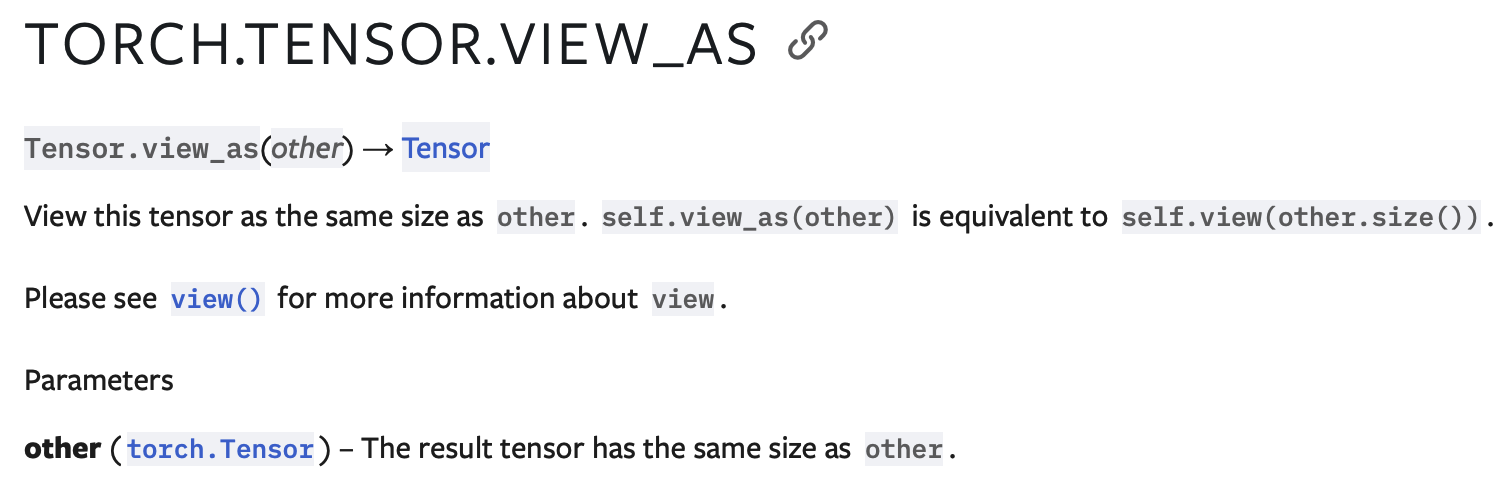 TORCH.TENSOR.VIEW_AS
Tensor.view_as(other) → Tensor
View this tensor as the same size as other. self.view_as(other) is equivalent to self.view(other.size()).
Please see view() for more information about view.
Parameters
other (torch.Tensor) – The result tensor has the same size as other.